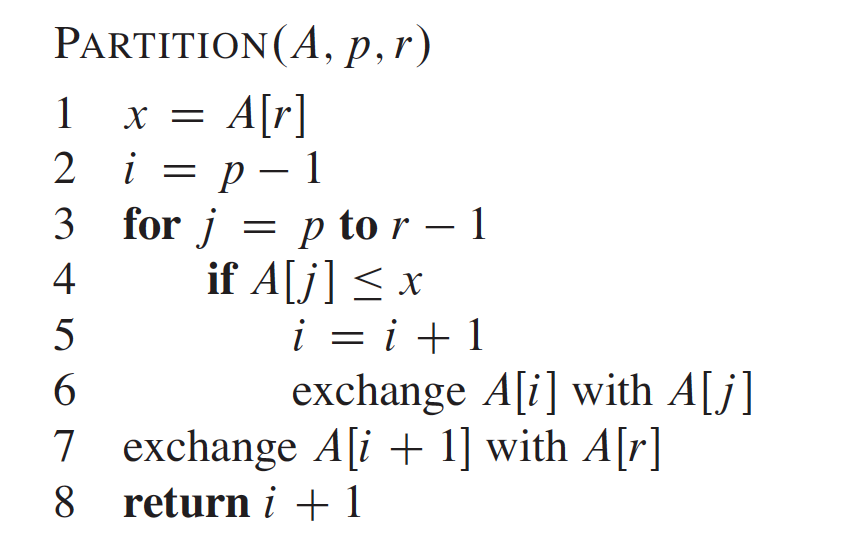 PARTITION(A, p, r)
1 x = A[r]
2 i = p − 1
3 for j = p to r − 1
4 if A[j] ≤ x
5 i = i + 1
6 exchange A[i] with A[j]
7 exchange A[i + 1] with A[r]
8 return i + 1